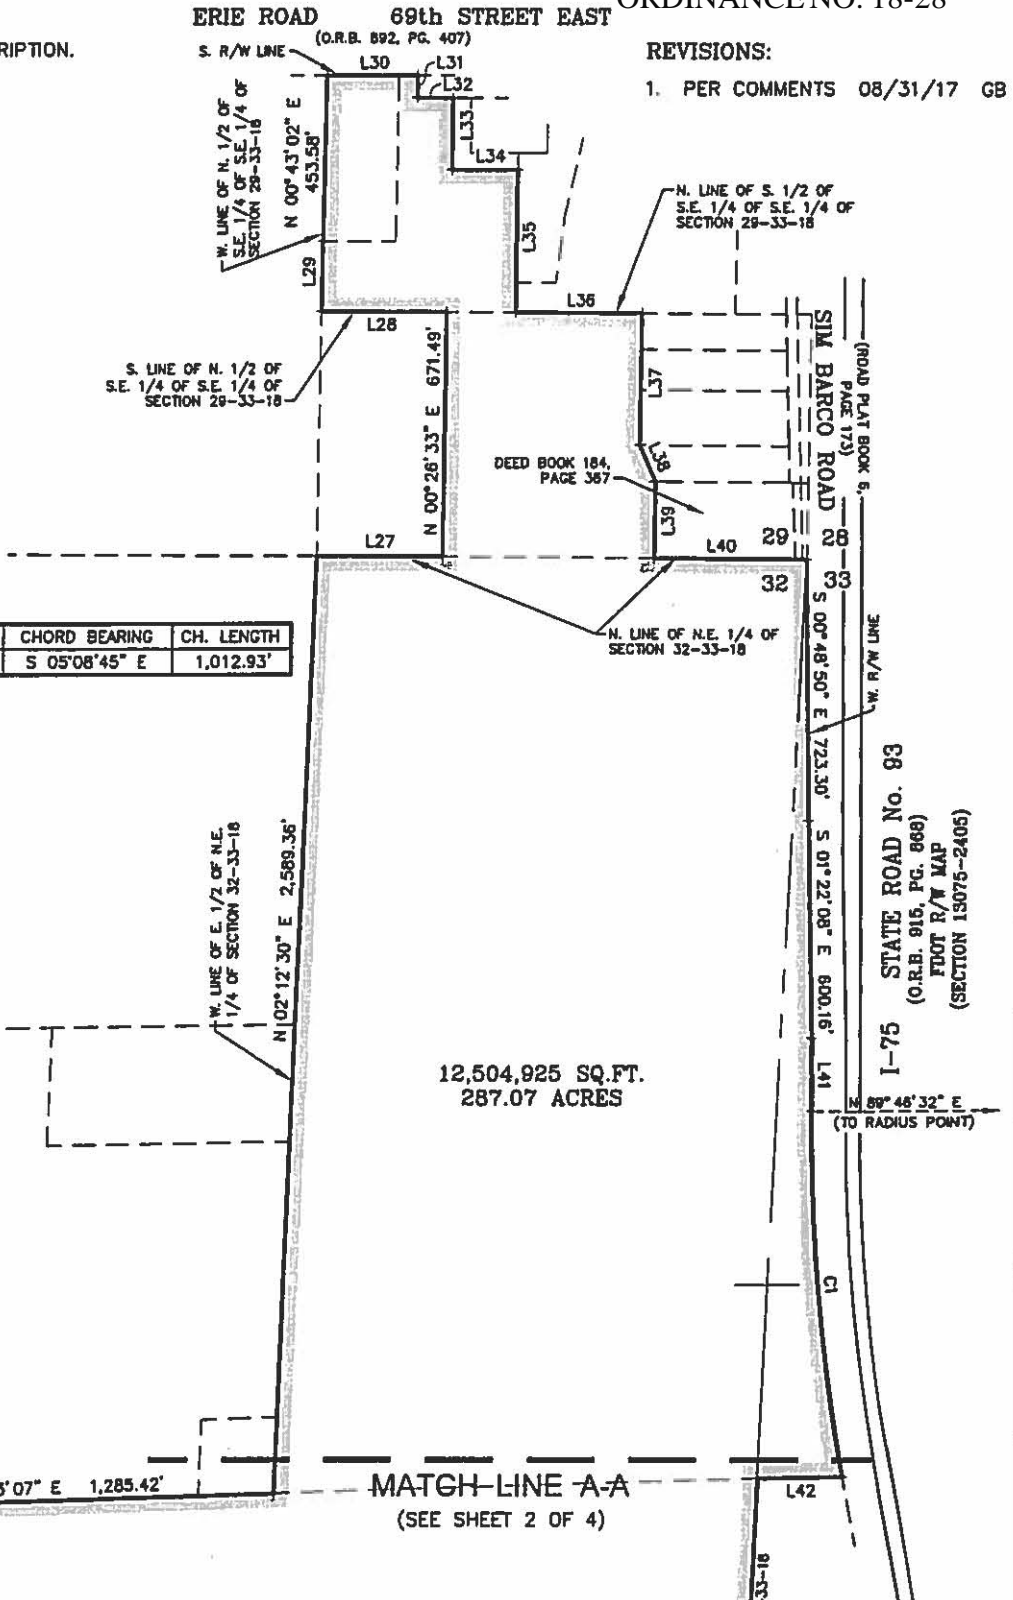 ORDINANCE NO. 18-28
ERIE ROAD 69th STREET EAST
(O.R.B. 892, PG. 407)
RIPTION.
S. R/W LINE
REVISIONS:
1. PER COMMENTS 08/31/17 GB
L30
L31
L32
L33
L34
L35
W. LINE OF N. 1/2 OF
S.E. 1/4 OF S.E. 1/4 OF
SECTION 29-33-18
N 00°43'02" E
453.58'
L29
N. LINE OF S. 1/2 OF
S.E. 1/4 OF S.E. 1/4 OF
SECTION 29-33-18
L36
L28
S. LINE OF N. 1/2 OF
S.E. 1/4 OF S.E. 1/4 OF
SECTION 29-33-18
N 00°26'33" E 671.49'
L37
L38
L39
DEED BOOK 184,
PAGE 367
SIM BARCO ROAD
(ROAD PLAT BOOK 6,
PAGE 173)
L27
L40
29
28
32
33
N. LINE OF N.E. 1/4 OF
SECTION 32-33-18
CHORD BEARING CH. LENGTH
S 05°08'45" E 1,012.93'
S 00°48'50" E 723.30'
W. R/W LINE
W. LINE OF E. 1/2 OF N.E.
1/4 OF SECTION 32-33-18
N 02°12'30" E 2,589.36'
S 01°22'08" E 600.16'
I-75 STATE ROAD No. 93
(O.R.B. 915, PG. 868)
FDOT R/W MAP
(SECTION 13075-2405)
12,504,925 SQ.FT.
287.07 ACRES
L41
N 89°48'32" E
(TO RADIUS POINT)
C1
'07" E 1,285.42'
MATCH-LINE A-A
(SEE SHEET 2 OF 4)
L42
33-18